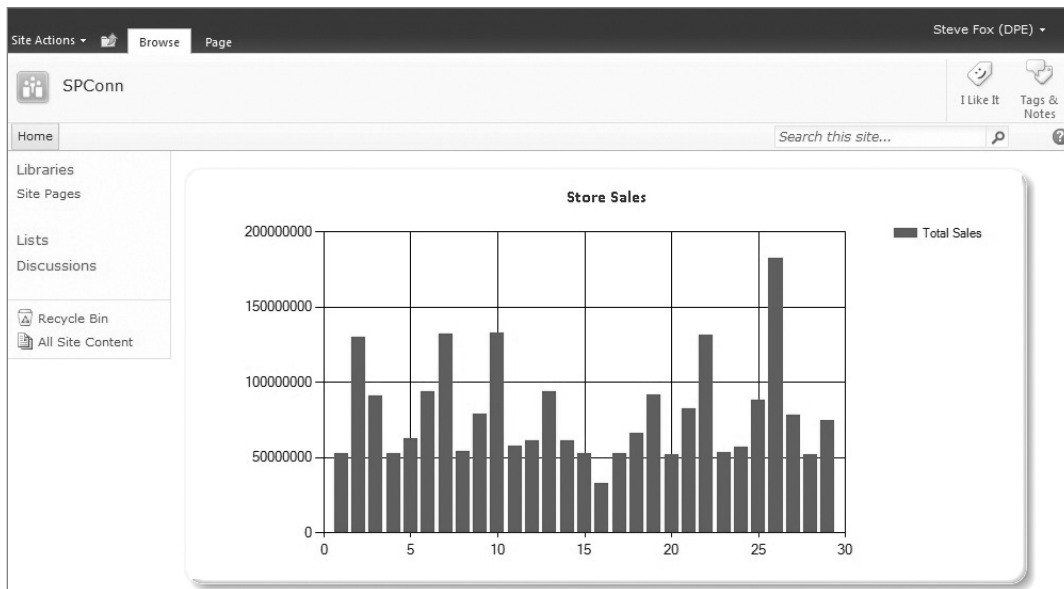 Steve Fox (DPE)
Site Actions
Browse
Page
SPConn
I Like It
Tags &
Notes
Home
Search this site...
Libraries
Site Pages
Lists
Discussions
Recycle Bin
All Site Content
Store Sales
Total Sales
200000000
150000000
100000000
50000000
0
0 5 10 15 20 25 30